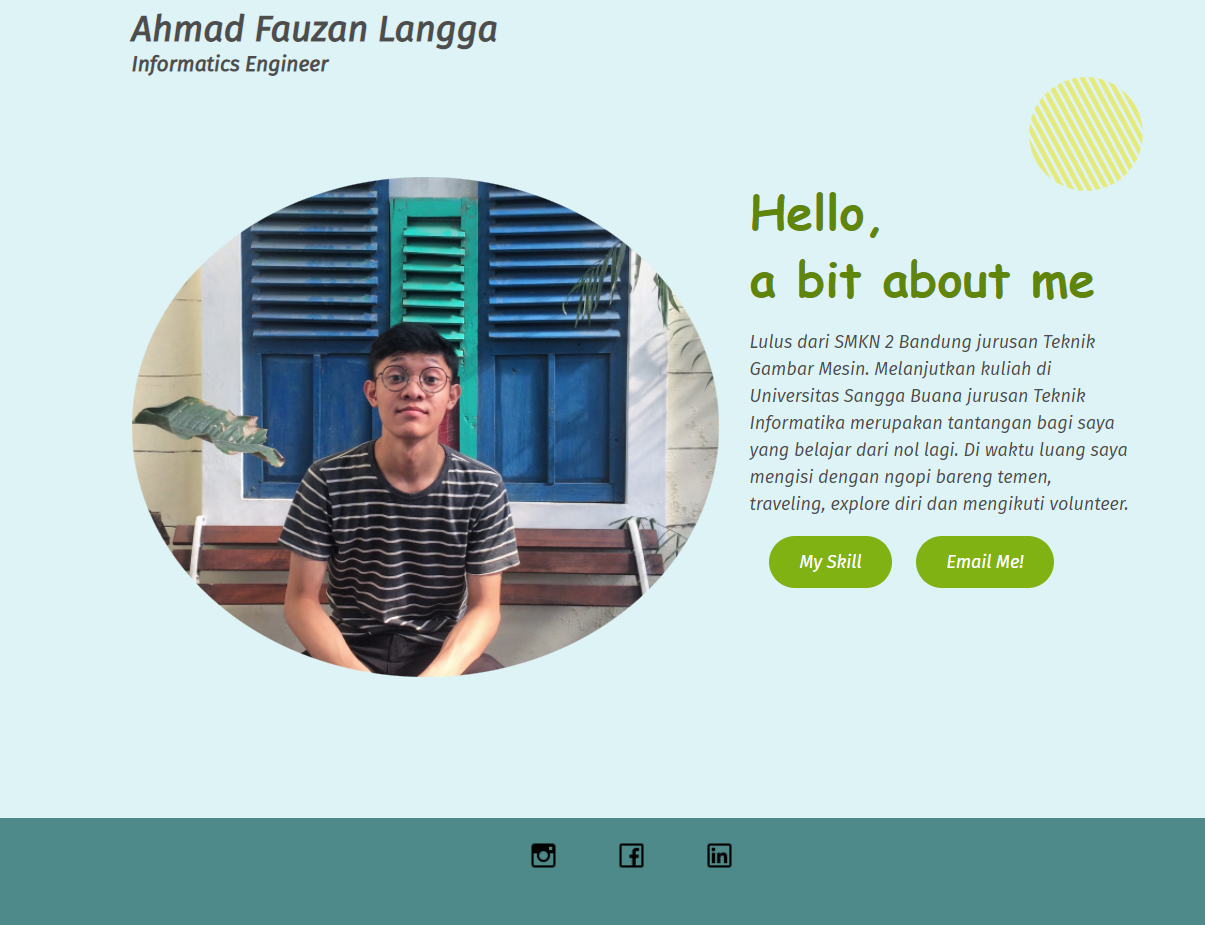 Ahmad Fauzan Langga
Informatics Engineer
Hello,
a bit about me
Lulus dari SMKN 2 Bandung jurusan Teknik
Gambar Mesin. Melanjutkan kuliah di
Universitas Sangga Buana jurusan Teknik
Informatika merupakan tantangan bagi saya
yang belajar dari nol lagi. Di waktu luang saya
mengisi dengan ngopi bareng temen,
traveling, explore diri dan mengikuti volunteer.
My Skill
Email Me!